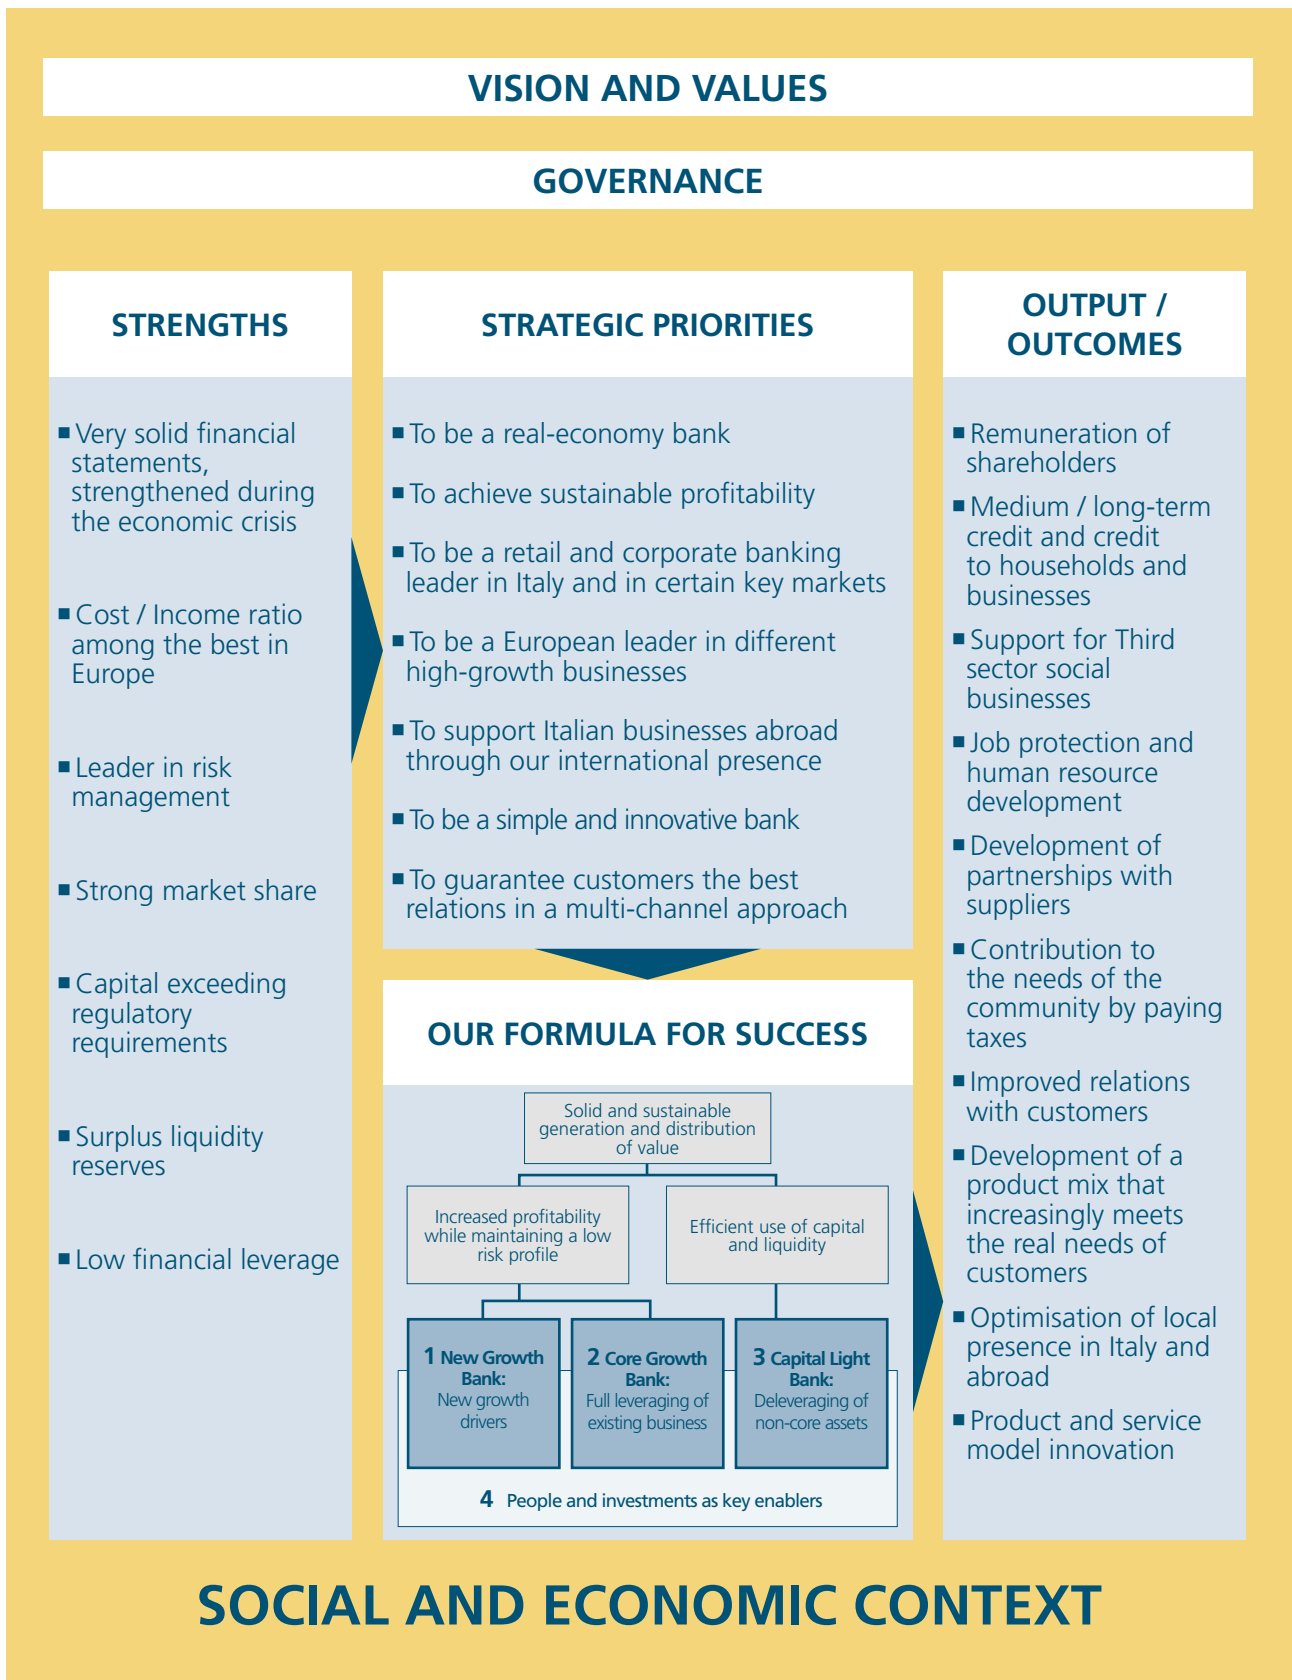 VISION AND VALUES
GOVERNANCE
STRENGTHS
■ Very solid financial
statements,
strengthened during
the economic crisis
■ Cost / Income ratio
among the best in
Europe
■ Leader in risk
management
■ Strong market share
■ Capital exceeding
regulatory
requirements
■ Surplus liquidity
reserves
■ Low financial leverage
STRATEGIC PRIORITIES
■ To be a real-economy bank
■ To achieve sustainable profitability
■ To be a retail and corporate banking
leader in Italy and in certain key markets
■ To be a European leader in different
high-growth businesses
■ To support Italian businesses abroad
through our international presence
■ To be a simple and innovative bank
■ To guarantee customers the best
relations in a multi-channel approach
OUR FORMULA FOR SUCCESS
Solid and sustainable
generation and distribution
of value
Increased profitability
while maintaining a low
risk profile
Efficient use of capital
and liquidity
1 New Growth
Bank:
New growth
drivers
2 Core Growth
Bank:
Full leveraging of
existing business
3 Capital Light
Bank:
Deleveraging of
non-core assets
4 People and investments as key enablers
OUTPUT /
OUTCOMES
■ Remuneration of
shareholders
■ Medium / long-term
credit and credit
to households and
businesses
■ Support for Third
sector social
businesses
■ Job protection and
human resource
development
■ Development of
partnerships with
suppliers
■ Contribution to
the needs of the
community by paying
taxes
■ Improved relations
with customers
■ Development of a
product mix that
increasingly meets
the real needs of
customers
■ Optimisation of local
presence in Italy and
abroad
■ Product and service
model innovation
SOCIAL AND ECONOMIC CONTEXT